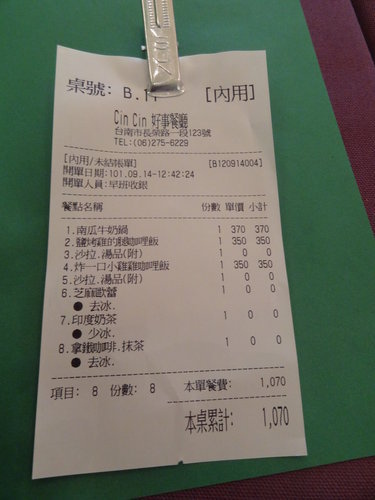 桌號: B.11 [內用]
Cin Cin 好事餐廳
台南市長榮路一段123號
TEL:(06)275-6229
[內用/未結帳單] [B120914004]
開單日期:101.09.14-12:42:24
開單人員:早班收銀
餐點名稱 份數 單價 小計
1.南瓜牛奶鍋 1 370 370
2.鹽烤雞的腿咖哩飯 1 350 350
3.沙拉.湯品(附) 1 0 0
4.炸一口小雞雞咖哩飯 1 350 350
5.沙拉.湯品(附) 1 0 0
6.芝麻歐蕾 1 0 0
● 去冰.
7.印度奶茶 1 0 0
● 少冰.
8.拿鐵咖啡.抹茶 1 0 0
● 去冰.
項目: 8 份數: 8 本單餐費: 1,070
本桌累計: 1,070